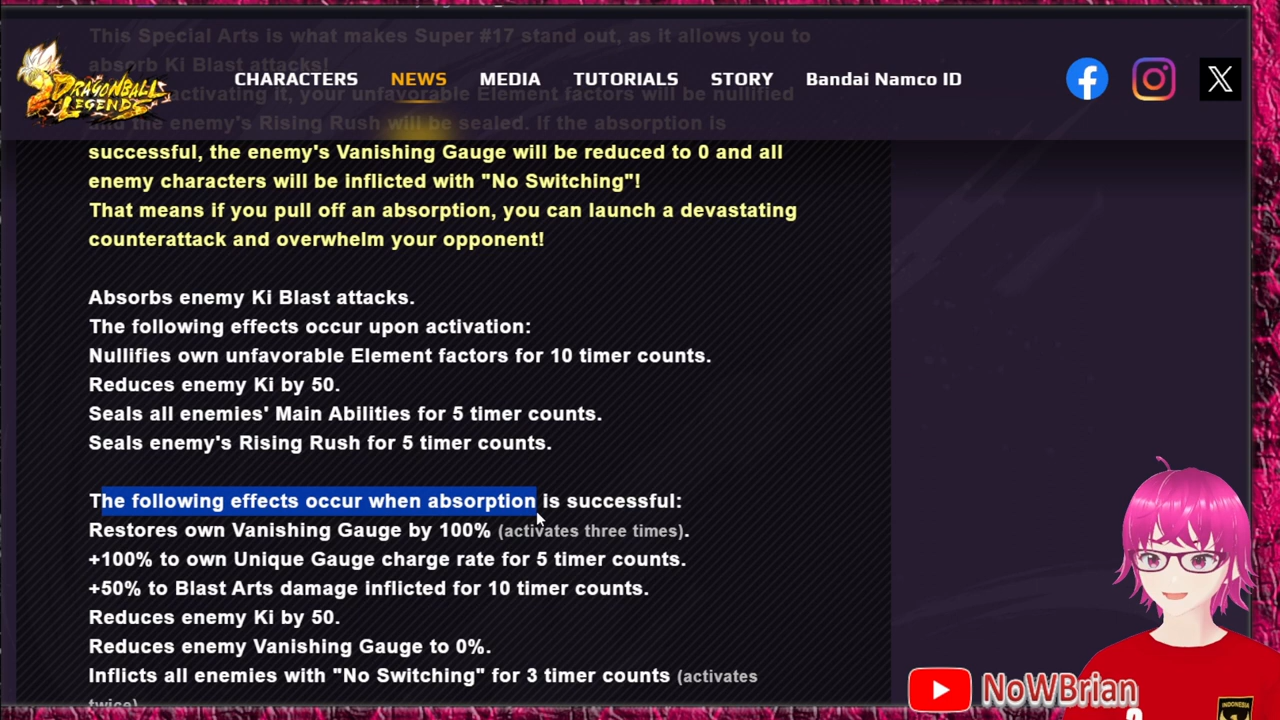 This Special Arts is what makes Super #17 stand out, as it allows you to
absorb Ki Blast attacks!
CHARACTERS NEWS MEDIA TUTORIALS STORY Bandai Namco ID
DRAGONBALL
LEGENDS
activating it, your unfavorable Element factors will be nullified
and the enemy's Rising Rush will be sealed. If the absorption is
successful, the enemy's Vanishing Gauge will be reduced to 0 and all
enemy characters will be inflicted with "No Switching"!
That means if you pull off an absorption, you can launch a devastating
counterattack and overwhelm your opponent!
Absorbs enemy Ki Blast attacks.
The following effects occur upon activation:
Nullifies own unfavorable Element factors for 10 timer counts.
Reduces enemy Ki by 50.
Seals all enemies' Main Abilities for 5 timer counts.
Seals enemy's Rising Rush for 5 timer counts.
The following effects occur when absorption is successful:
Restores own Vanishing Gauge by 100% (activates three times).
+100% to own Unique Gauge charge rate for 5 timer counts.
+50% to Blast Arts damage inflicted for 10 timer counts.
Reduces enemy Ki by 50.
Reduces enemy Vanishing Gauge to 0%.
Inflicts all enemies with "No Switching" for 3 timer counts (activates
twice)
NoWBrian
INDONESIA